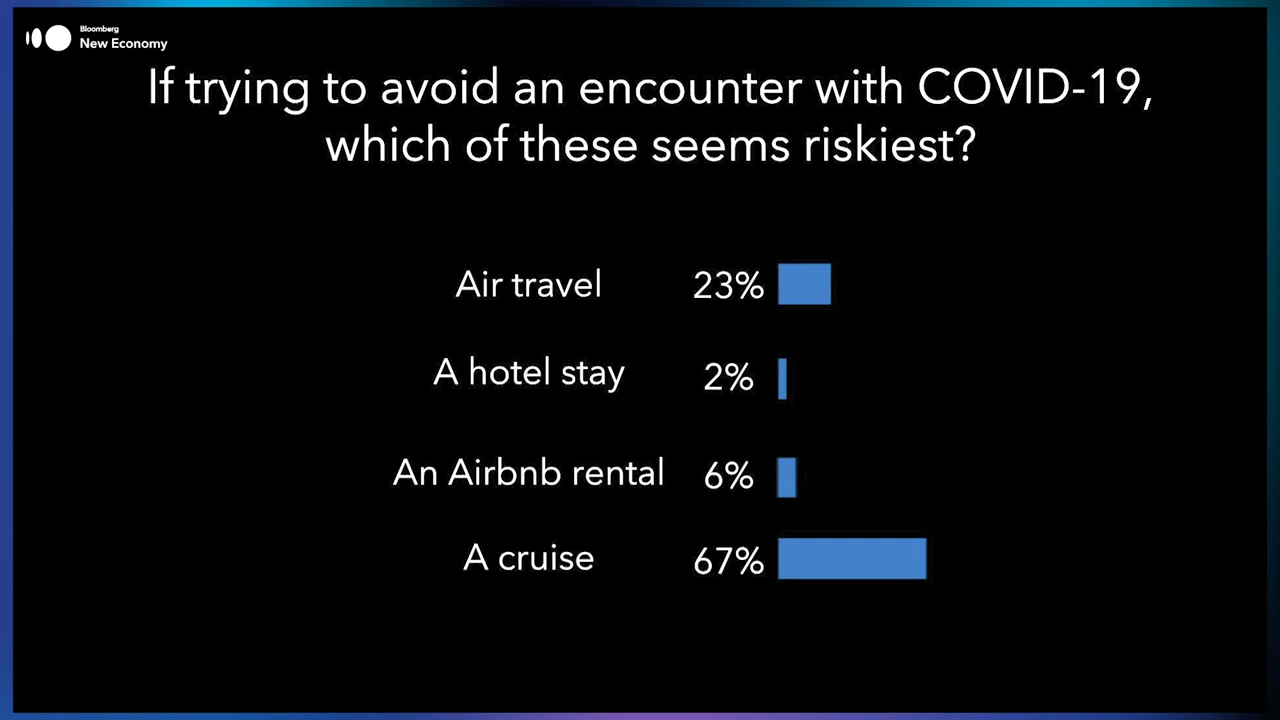 Bloomberg
New Economy
If trying to avoid an encounter with COVID-19,
which of these seems riskiest?
Air travel 23%
A hotel stay 2%
An Airbnb rental 6%
A cruise 67%